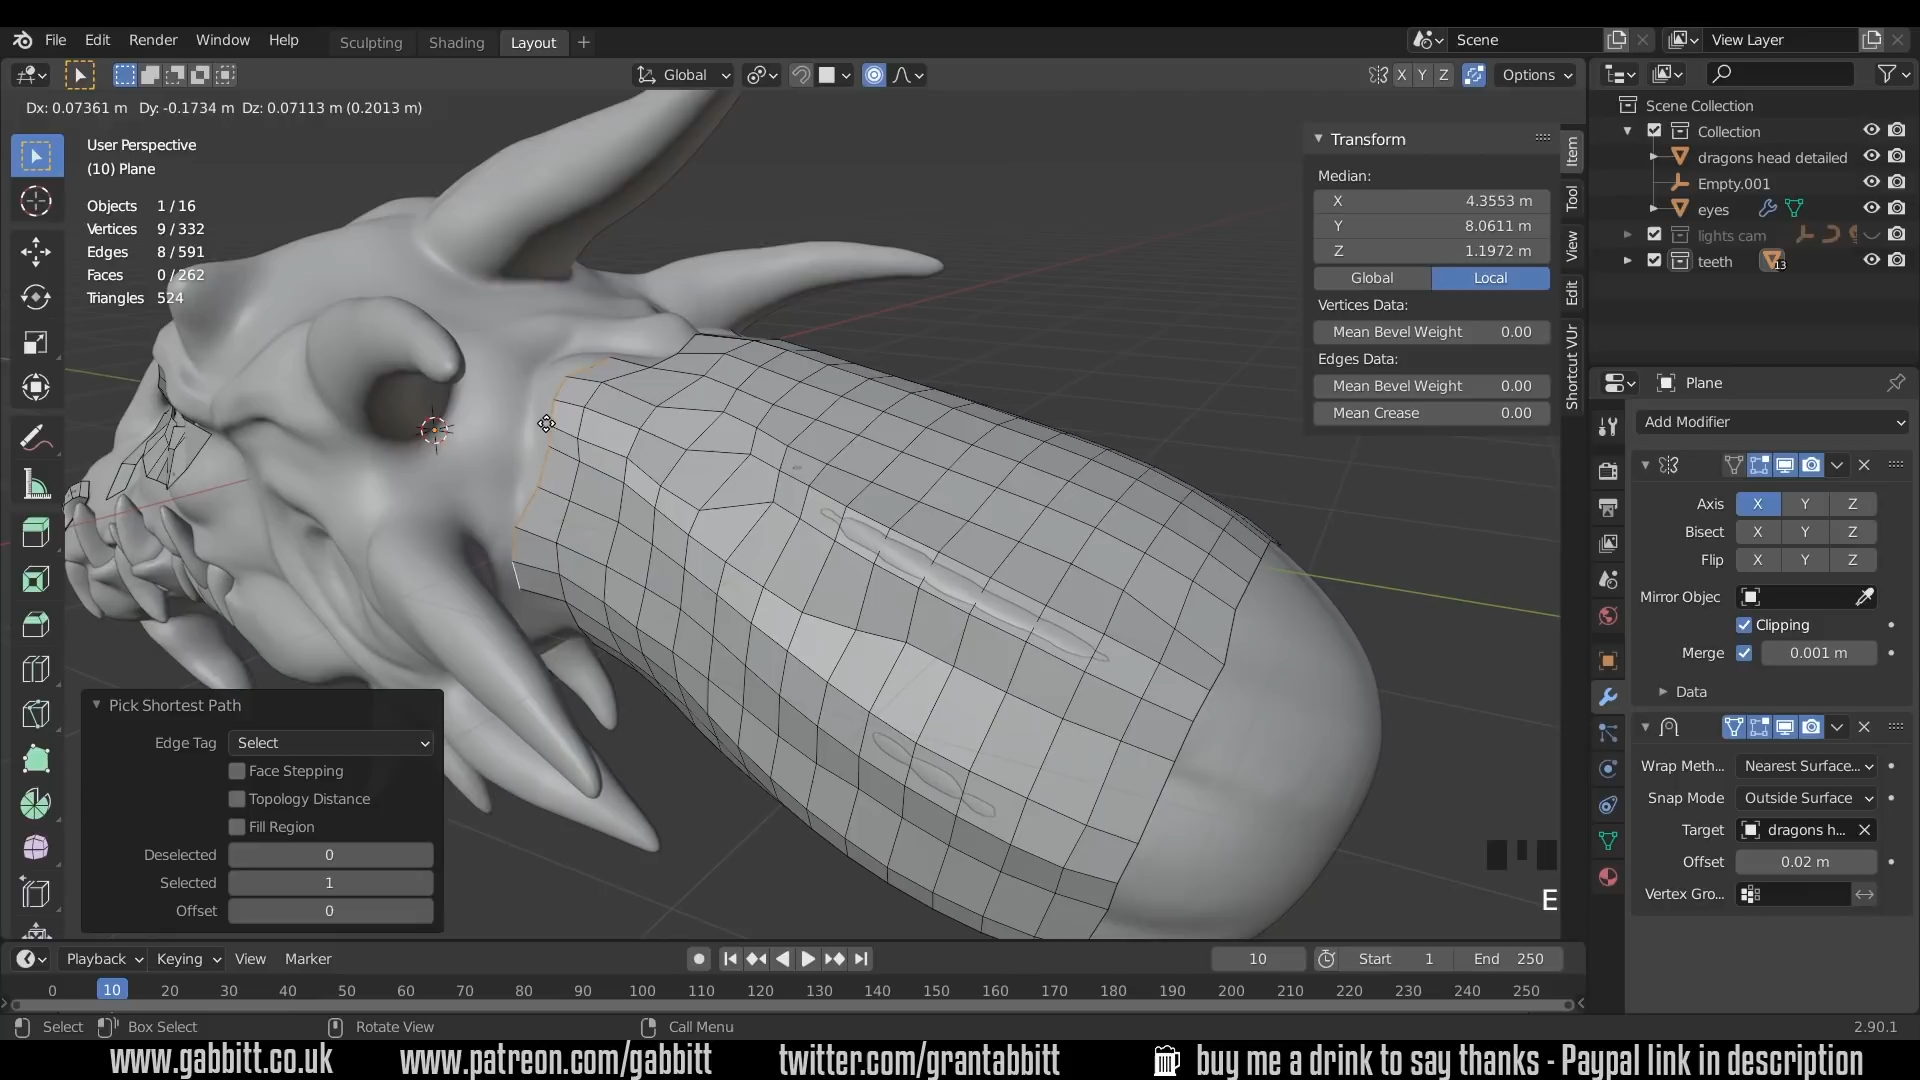 File Edit Render Window Help Sculpting Shading Layout + Scene View Layer
Global X Y Z Options
Dx: 0.07361 m Dy: -0.1734 m Dz: 0.07113 m (0.2013 m)
User Perspective
(10) Plane
Objects 1 / 16
Vertices 9 / 332
Edges 8 / 591
Faces 0 / 262
Triangles 524
Transform
Median:
X 4.3553 m
Y 8.0611 m
Z 1.1972 m
Global Local
Vertices Data:
Mean Bevel Weight 0.00
Edges Data:
Mean Bevel Weight 0.00
Mean Crease 0.00
Item
Tool
View
Edit
Shortcut VUr
Scene Collection
Collection
dragons head detailed
Empty.001
eyes
lights cam
teeth 13
Plane
Add Modifier
Axis X Y Z
Bisect X Y Z
Flip X Y Z
Mirror Objec
Clipping
Merge 0.001 m
Data
Wrap Meth... Nearest Surface...
Snap Mode Outside Surface
Target dragons h...
Offset 0.02 m
Vertex Gro...
Pick Shortest Path
Edge Tag Select
Face Stepping
Topology Distance
Fill Region
Deselected 0
Selected 1
Offset 0
E
Playback Keying View Marker 10 Start 1 End 250
0 10 20 30 40 50 60 70 80 90 100 110 120 130 140 150 160 170 180 190 200 210 220 230 240 250
Select Box Select Rotate View Call Menu 2.90.1
www.gabbitt.co.uk www.patreon.com/gabbitt twitter.com/grantabbitt buy me a drink to say thanks - Paypal link in description